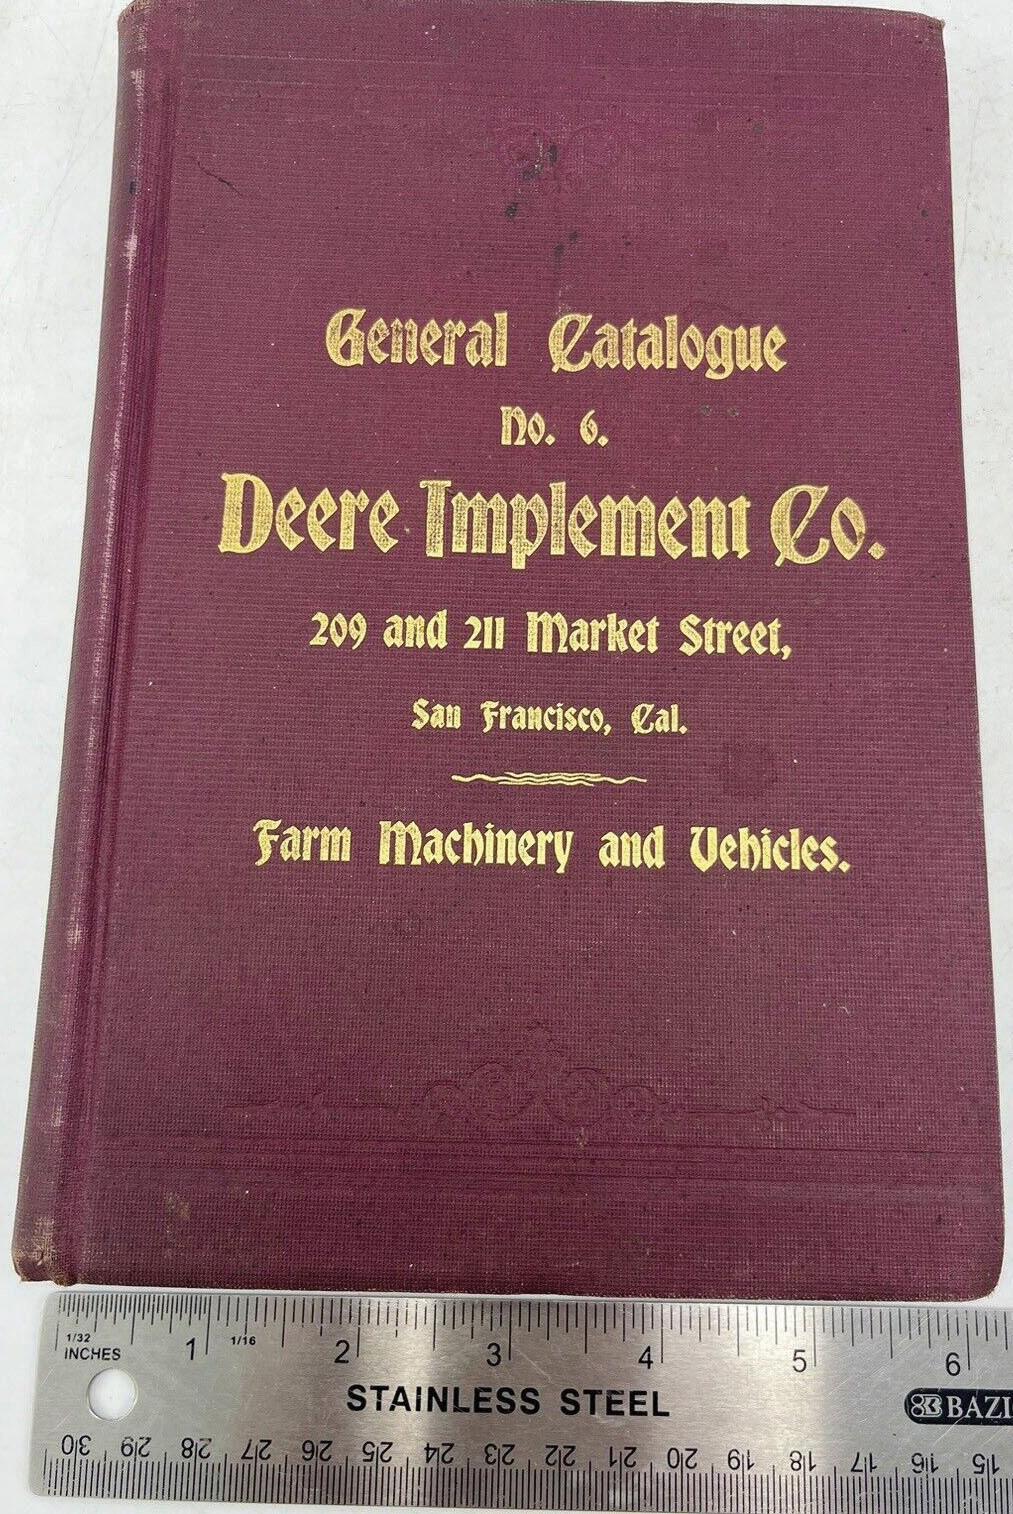 General Catalogue
No. 6.
Deere Implement Co.
209 and 211 Market Street,
San Francisco, Cal.
Farm Machinery and Vehicles.
1/32 1 1/16 2 3 4 5 6
INCHES
STAINLESS STEEL
BAZI
30 29 28 27 26 25 24 23 22 21 20 19 18 17 16 15